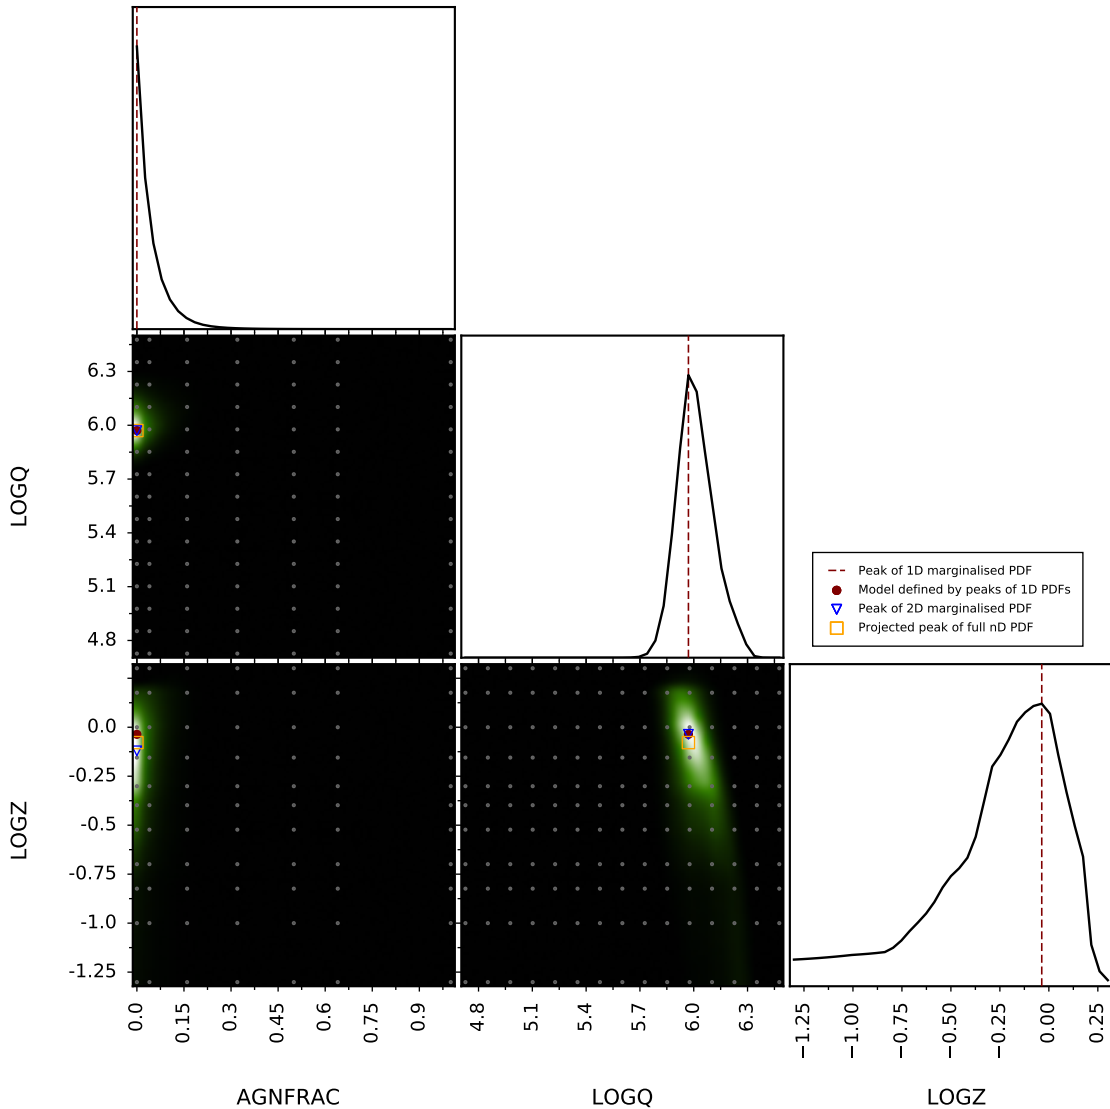 6.3
6.0
5.7
5.4
5.1
4.8
LOGQ
Peak of 1D marginalised PDF
Model defined by peaks of 1D PDFs
Peak of 2D marginalised PDF
Projected peak of full nD PDF
0.0
-0.25
-0.5
-0.75
-1.0
-1.25
LOGZ
0.0 0.15 0.3 0.45 0.6 0.75 0.9
4.8 5.1 5.4 5.7 6.0 6.3
−1.25 −1.00 −0.75 −0.50 −0.25 0.00 0.25
AGNFRAC LOGQ LOGZ